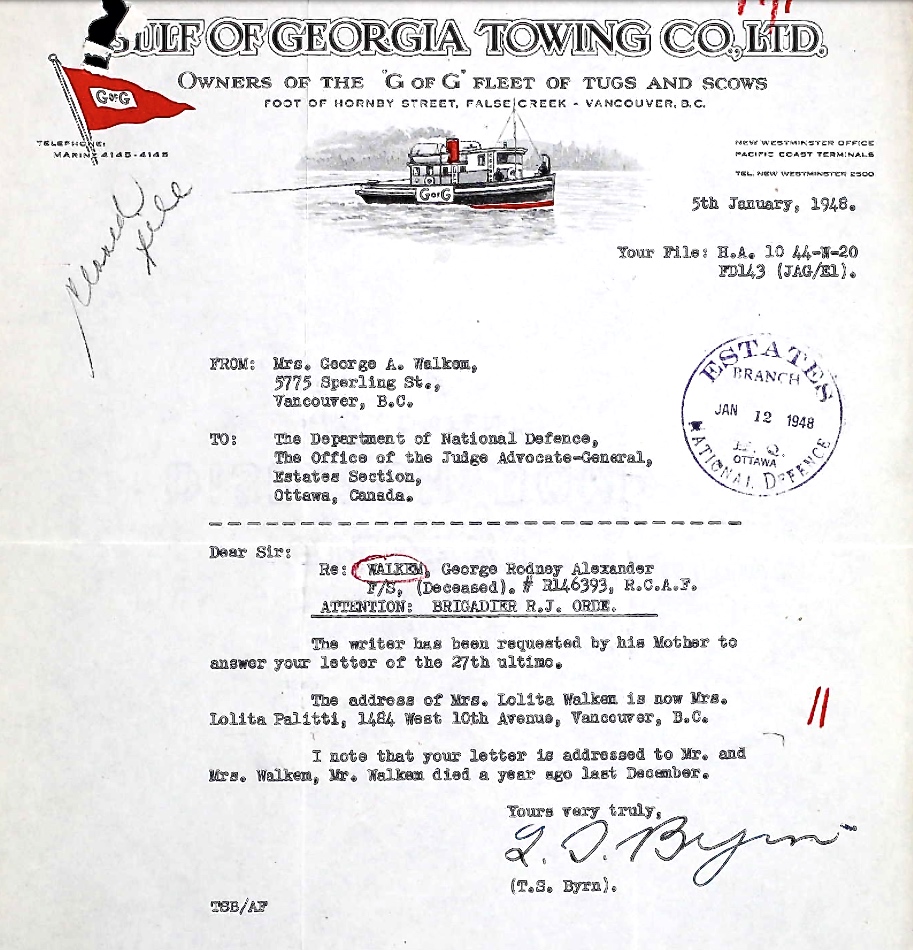 GULF OF GEORGIA TOWING CO., LTD.
OWNERS OF THE "G OF G" FLEET OF TUGS AND SCOWS
FOOT OF HORNBY STREET, FALSE CREEK - VANCOUVER, B.C.
G of G
TELEPHONE:
MARINE 4145-4145
G of G
NEW WESTMINSTER OFFICE
PACIFIC COAST TERMINALS
TEL. NEW WESTMINSTER 2500
5th January, 1948.
Your File: H.A. 10 44-W-20
FD143 (JAG/E1).
FROM: Mrs. George A. Walkem,
5775 Sperling St.,
Vancouver, B.C.
ESTATES
BRANCH
JAN 12 1948
H. Q.
OTTAWA
NATIONAL DEFENCE
TO: The Department of National Defence,
The Office of the Judge Advocate-General,
Estates Section,
Ottawa, Canada.
Dear Sir:
Re: WALKEM, George Rodney Alexander
F/S, (Deceased). # R146393, R.C.A.F.
ATTENTION: BRIGADIER R.J. ORDE.
The writer has been requested by his Mother to
answer your letter of the 27th ultimo.
The address of Mrs. Lolita Walkem is now Mrs.
Lolita Palitti, 1484 West 10th Avenue, Vancouver, B.C.
I note that your letter is addressed to Mr. and
Mrs. Walkem, Mr. Walkem died a year ago last December.
Yours very truly,
T. S. Byrn
(T.S. Byrn).
TSB/AF